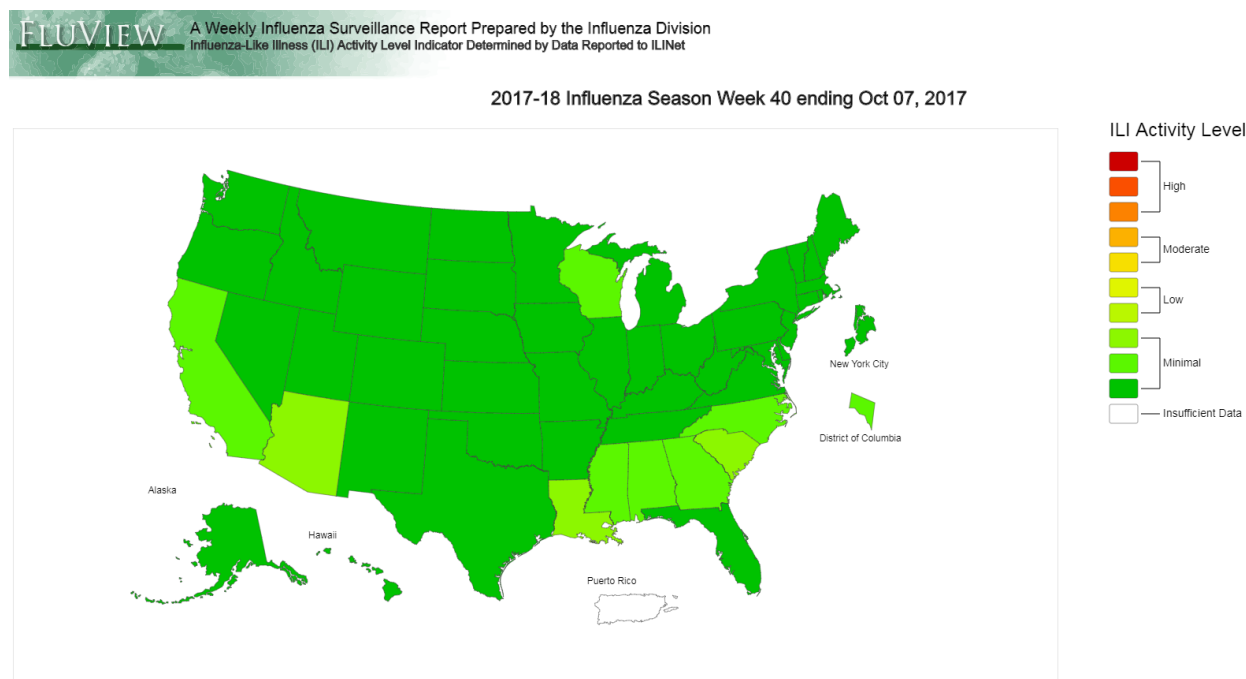 FLUVIEW
A Weekly Influenza Surveillance Report Prepared by the Influenza Division
Influenza-Like Illness (ILI) Activity Level Indicator Determined by Data Reported to ILINet
2017-18 Influenza Season Week 40 ending Oct 07, 2017
ILI Activity Level
High
Moderate
Low
Minimal
Insufficient Data
New York City
District of Columbia
Alaska
Hawaii
Puerto Rico